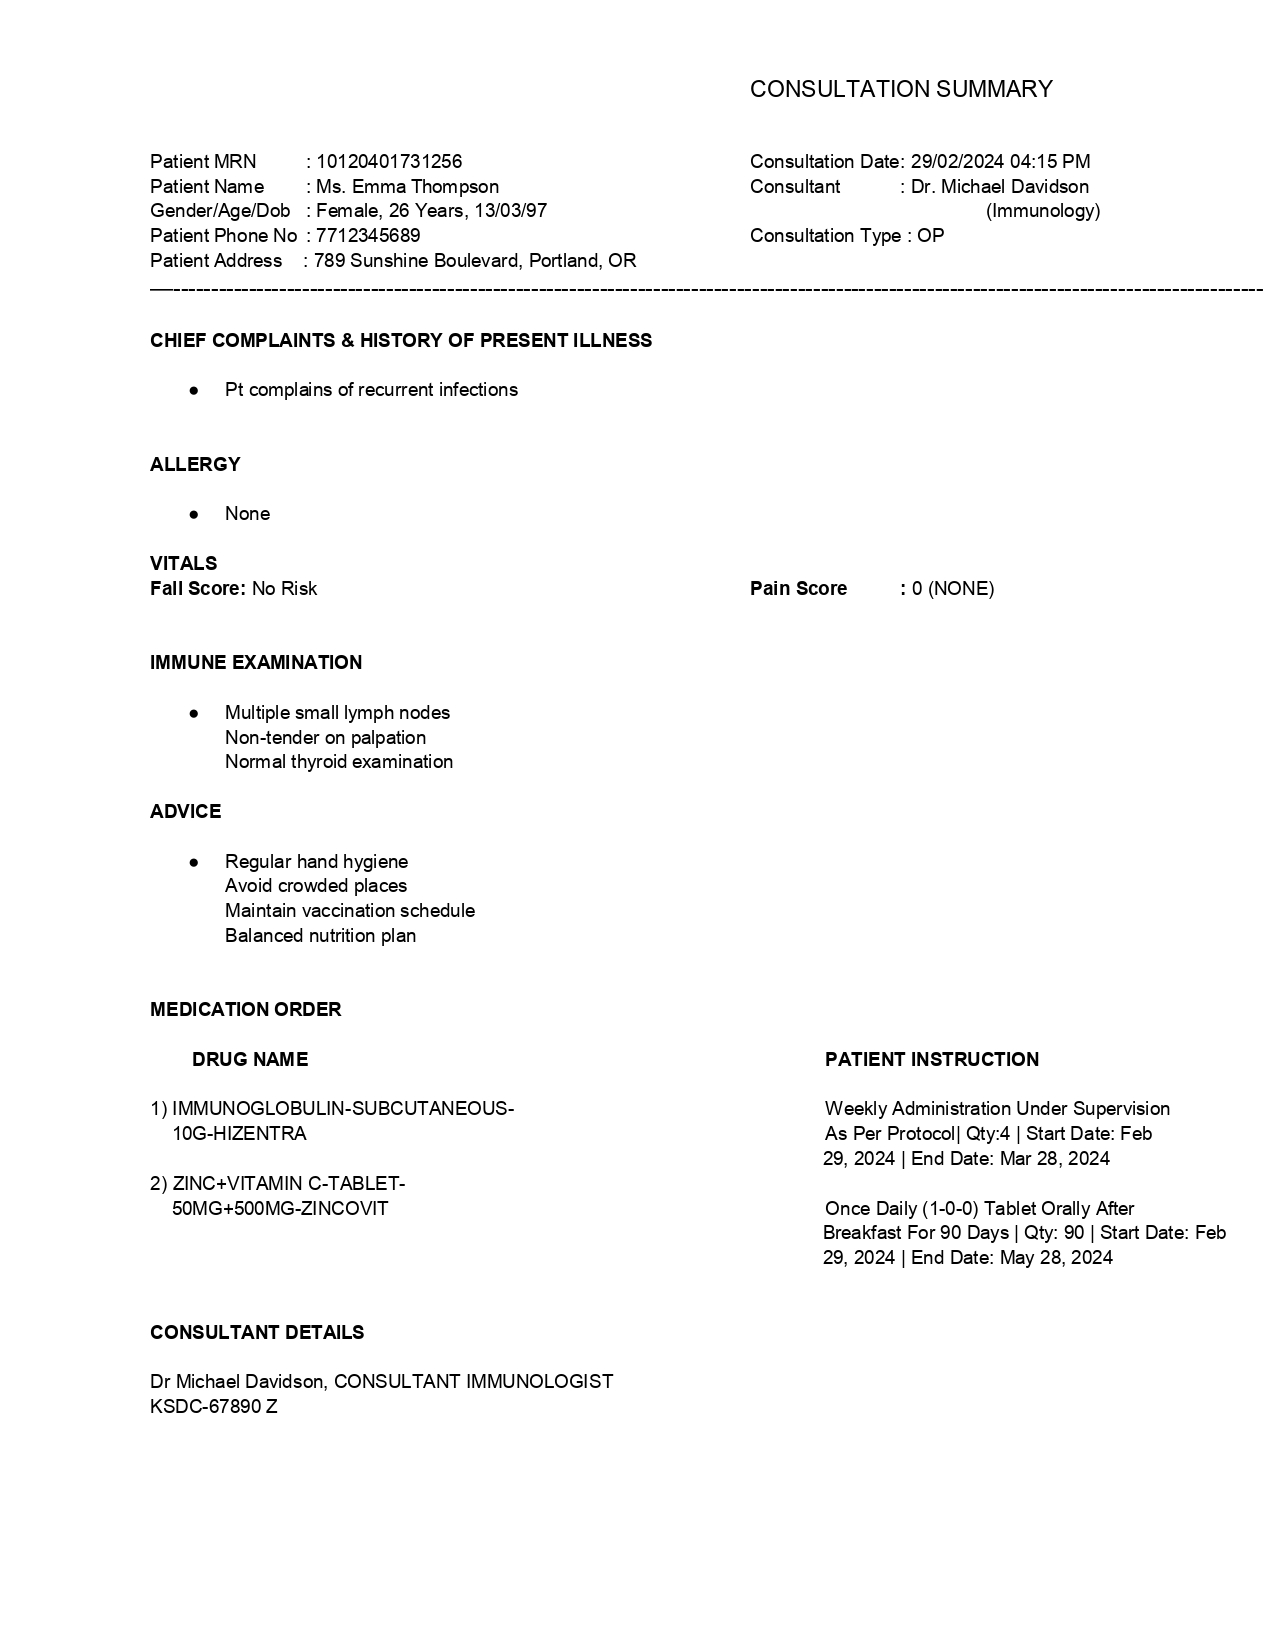 CONSULTATION SUMMARY
Patient MRN : 10120401731256 Consultation Date: 29/02/2024 04:15 PM
Patient Name : Ms. Emma Thompson Consultant : Dr. Michael Davidson
Gender/Age/Dob : Female, 26 Years, 13/03/97 (Immunology)
Patient Phone No : 7712345689 Consultation Type : OP
Patient Address : 789 Sunshine Boulevard, Portland, OR
CHIEF COMPLAINTS & HISTORY OF PRESENT ILLNESS
● Pt complains of recurrent infections
ALLERGY
● None
VITALS
Fall Score: No Risk Pain Score : 0 (NONE)
IMMUNE EXAMINATION
● Multiple small lymph nodes
Non-tender on palpation
Normal thyroid examination
ADVICE
● Regular hand hygiene
Avoid crowded places
Maintain vaccination schedule
Balanced nutrition plan
MEDICATION ORDER
DRUG NAME PATIENT INSTRUCTION
1) IMMUNOGLOBULIN-SUBCUTANEOUS- Weekly Administration Under Supervision
10G-HIZENTRA As Per Protocol| Qty:4 | Start Date: Feb
29, 2024 | End Date: Mar 28, 2024
2) ZINC+VITAMIN C-TABLET-
50MG+500MG-ZINCOVIT Once Daily (1-0-0) Tablet Orally After
Breakfast For 90 Days | Qty: 90 | Start Date: Feb
29, 2024 | End Date: May 28, 2024
CONSULTANT DETAILS
Dr Michael Davidson, CONSULTANT IMMUNOLOGIST
KSDC-67890 Z